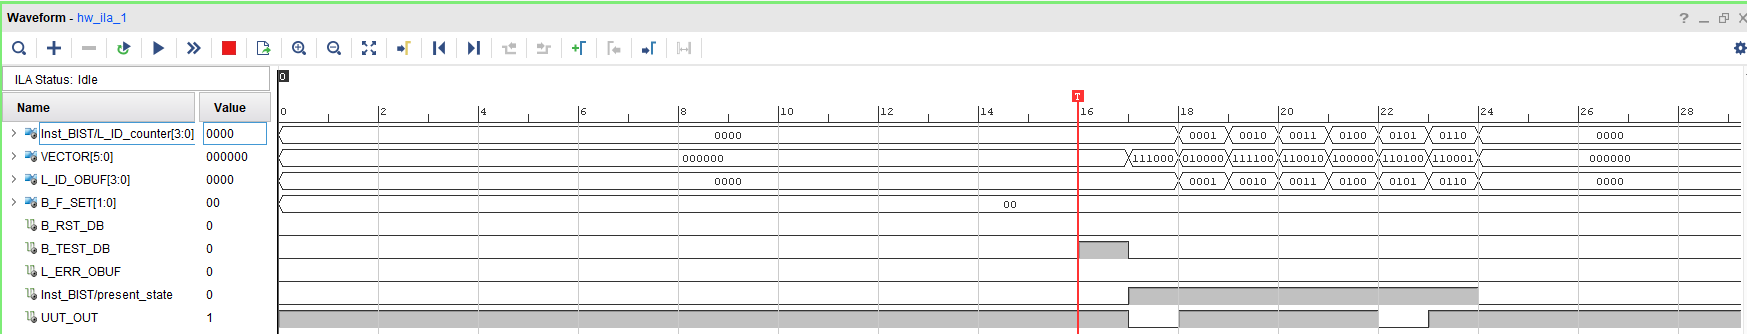 Waveform - hw_ila_1
ILA Status: Idle
0
Name Value
T
0 2 4 6 8 10 12 14 16 18 20 22 24 26 28
Inst_BIST/L_ID_counter[3:0] 0000 0000 0001 0010 0011 0100 0101 0110 0000
VECTOR[5:0] 000000 000000 111000 010000 111100 110010 100000 110100 110001 000000
L_ID_OBUF[3:0] 0000 0000 0001 0010 0011 0100 0101 0110 0000
B_F_SET[1:0] 00 00
B_RST_DB 0
B_TEST_DB 0
L_ERR_OBUF 0
Inst_BIST/present_state 0
UUT_OUT 1